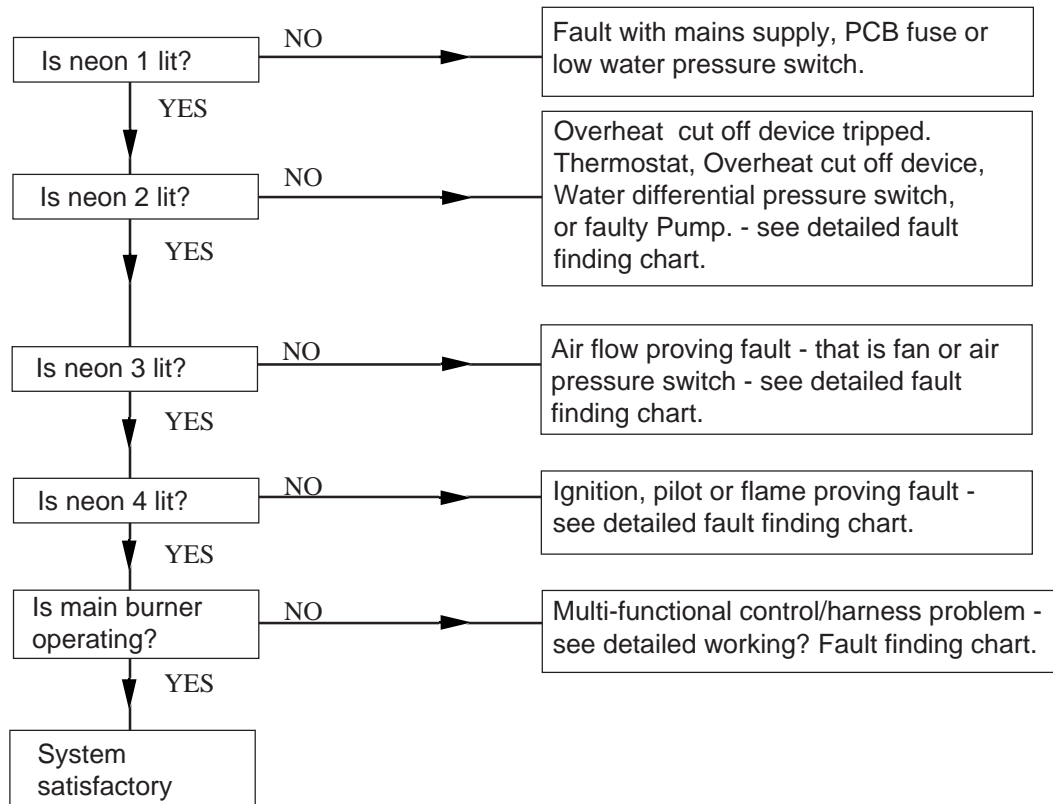 Is neon 1 lit?
NO
Fault with mains supply, PCB fuse or
low water pressure switch.
YES
Is neon 2 lit?
NO
Overheat cut off device tripped.
Thermostat, Overheat cut off device,
Water differential pressure switch,
or faulty Pump. - see detailed fault
finding chart.
YES
Is neon 3 lit?
NO
Air flow proving fault - that is fan or air
pressure switch - see detailed fault
finding chart.
YES
Is neon 4 lit?
NO
Ignition, pilot or flame proving fault -
see detailed fault finding chart.
YES
Is main burner
operating?
NO
Multi-functional control/harness problem -
see detailed working? Fault finding chart.
YES
System
satisfactory